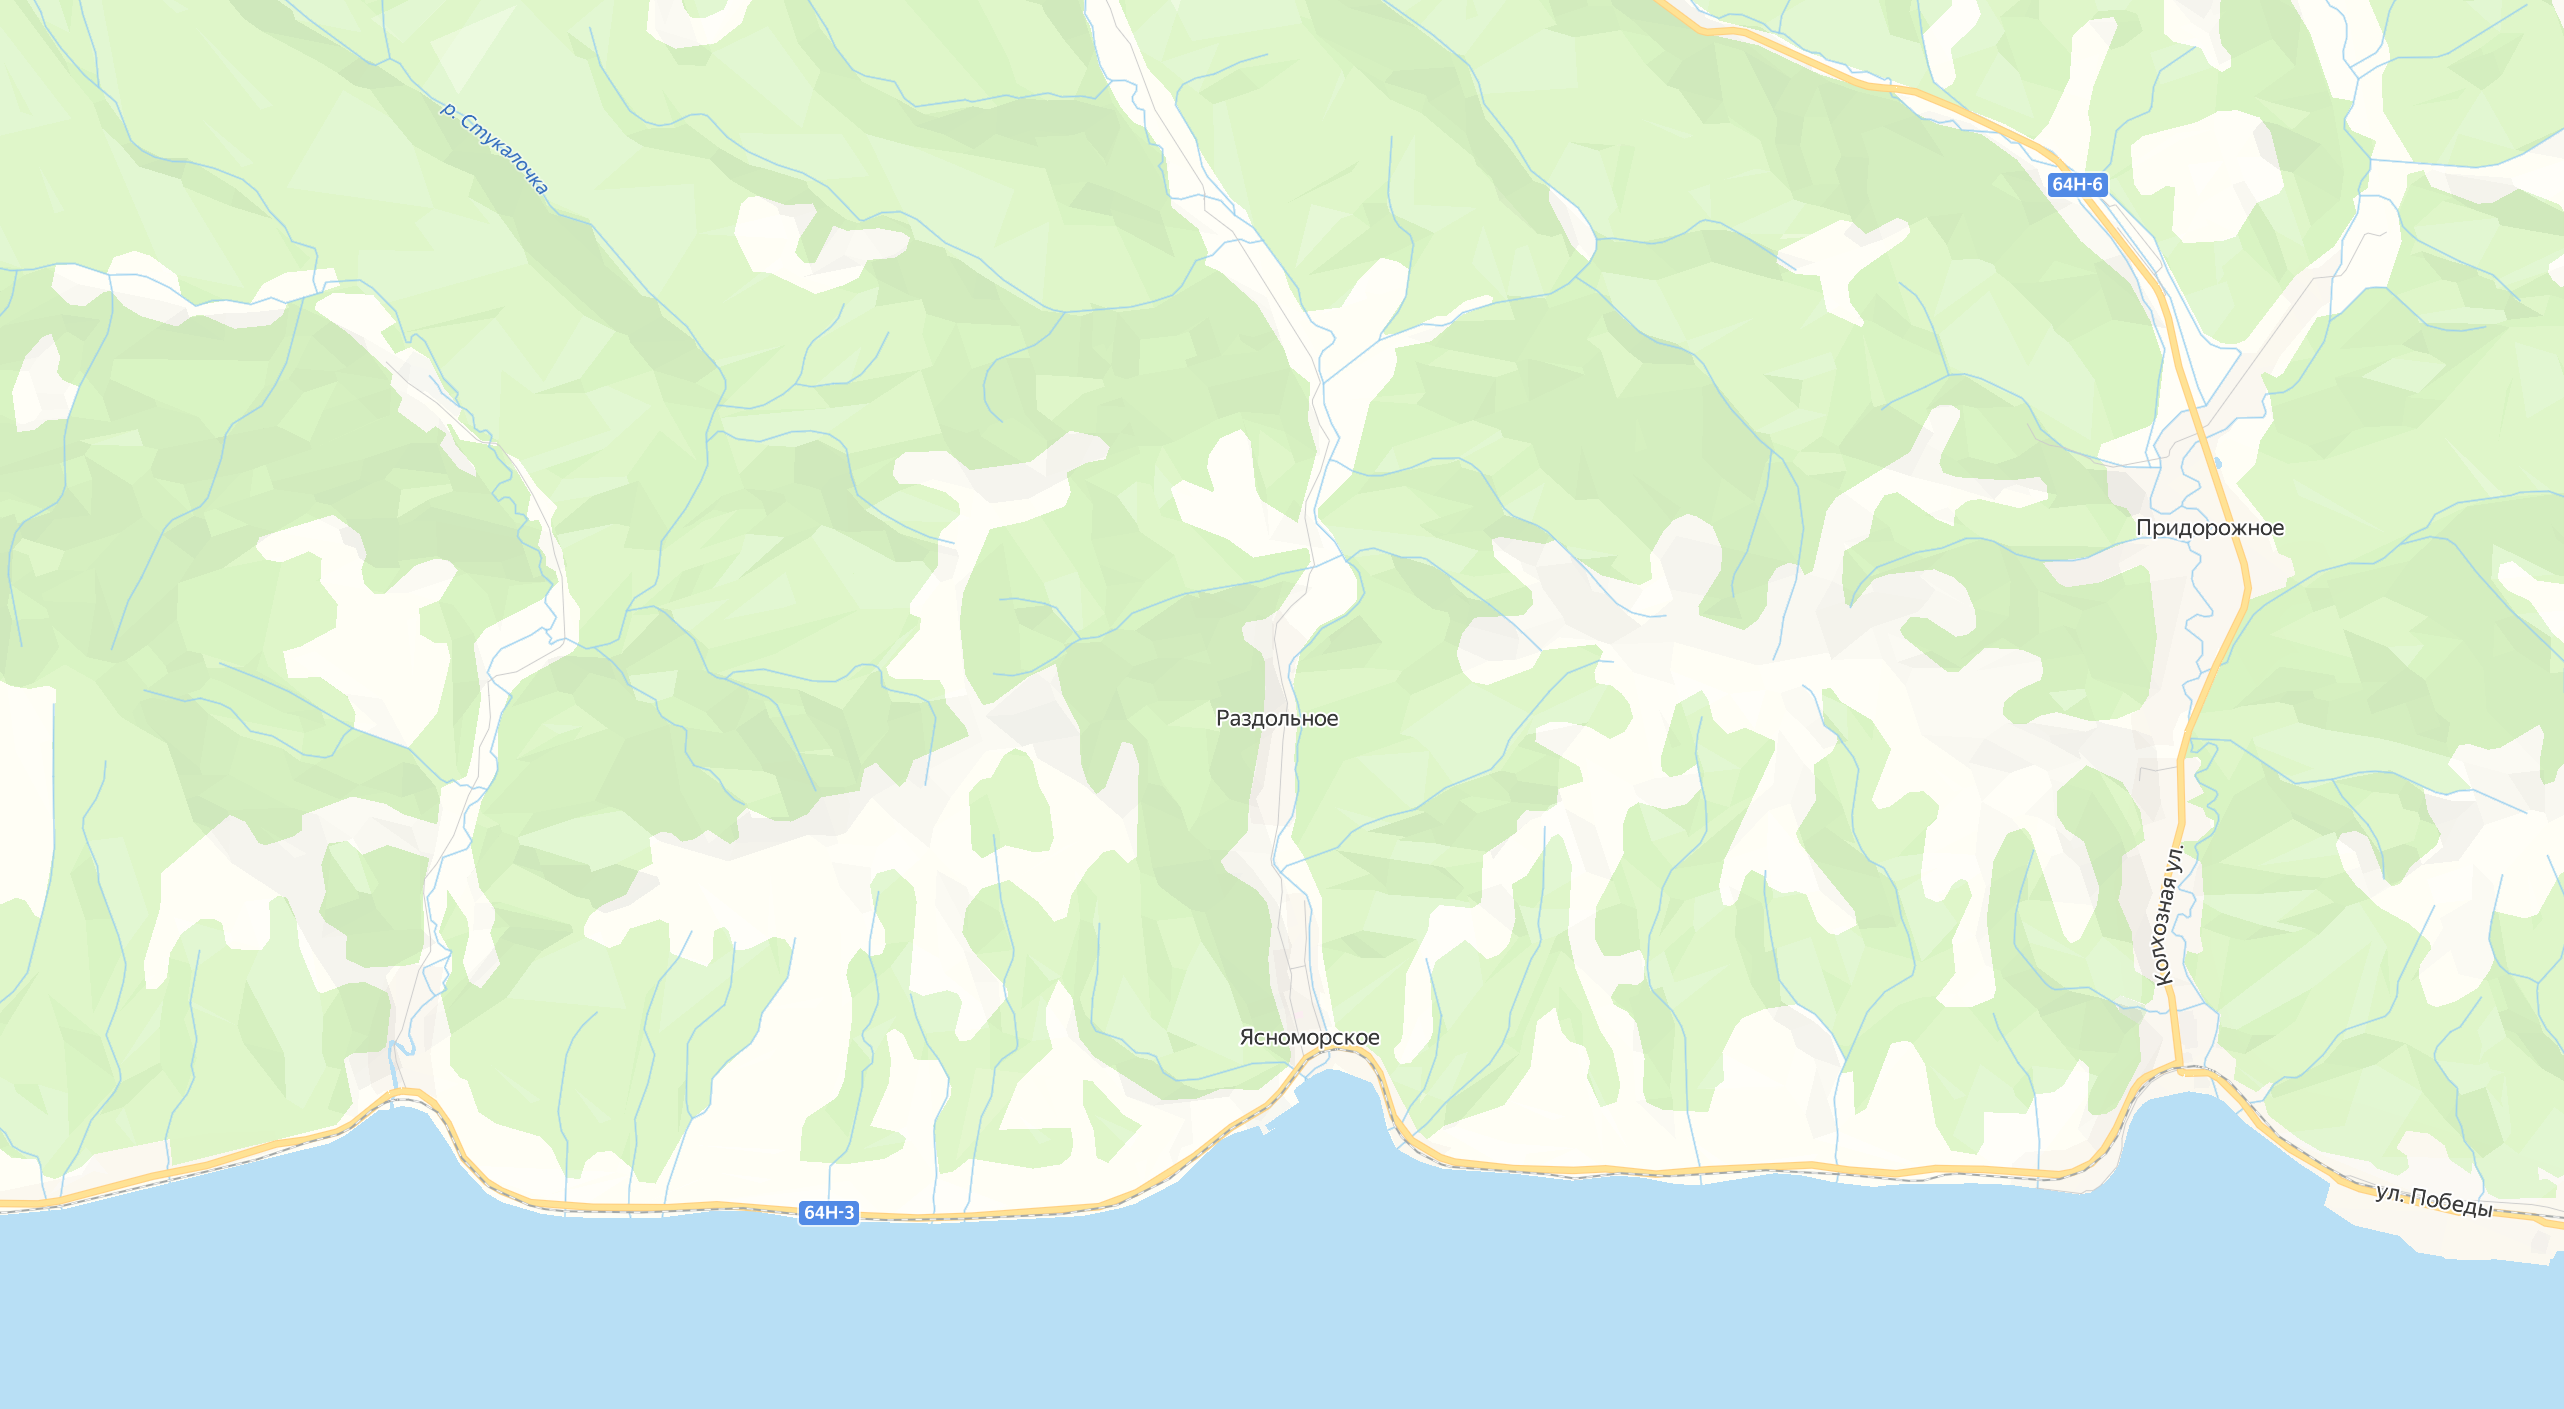 р. Стукалочка
64Н-6
Придорожное
Раздольное
Колхозная ул.
Ясноморское
ул. Победы
64Н-3